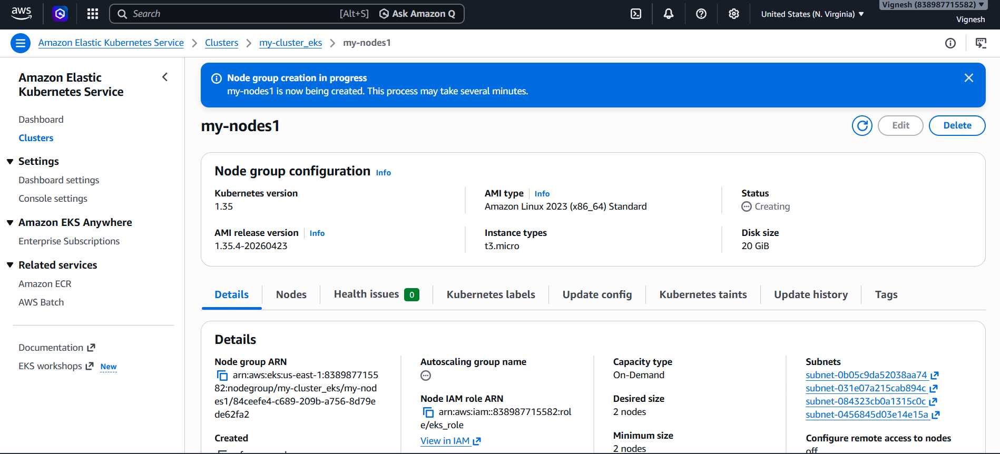 aws
Search
[Alt+S]
Ask Amazon Q
United States (N. Virginia)
Vignesh (838987715582)
Vignesh
Amazon Elastic Kubernetes Service
Clusters
my-cluster_eks
my-nodes1
Amazon Elastic
Kubernetes Service
Dashboard
Clusters
Settings
Dashboard settings
Console settings
Amazon EKS Anywhere
Enterprise Subscriptions
Related services
Amazon ECR
AWS Batch
Documentation
EKS workshops New
Node group creation in progress
my-nodes1 is now being created. This process may take several minutes.
my-nodes1
Edit
Delete
Node group configuration Info
Kubernetes version
1.35
AMI type Info
Amazon Linux 2023 (x86_64) Standard
Status
Creating
AMI release version Info
1.35.4-20260423
Instance types
t3.micro
Disk size
20 GiB
Details
Nodes
Health issues 0
Kubernetes labels
Update config
Kubernetes taints
Update history
Tags
Details
Node group ARN
arn:aws:eks:us-east-1:8389877155
82:nodegroup/my-cluster_eks/my-nod
es1/84ceefe4-c689-209b-a756-8d79e
de62fa2
Created
Autoscaling group name
Node IAM role ARN
arn:aws:iam::838987715582:rol
e/eks_role
View in IAM
Capacity type
On-Demand
Desired size
2 nodes
Minimum size
2 nodes
Subnets
subnet-0b05c9da52038aa74
subnet-031e07a215cab894c
subnet-084323cb0a1315c0c
subnet-0456845d03e14e15a
Configure remote access to nodes
off